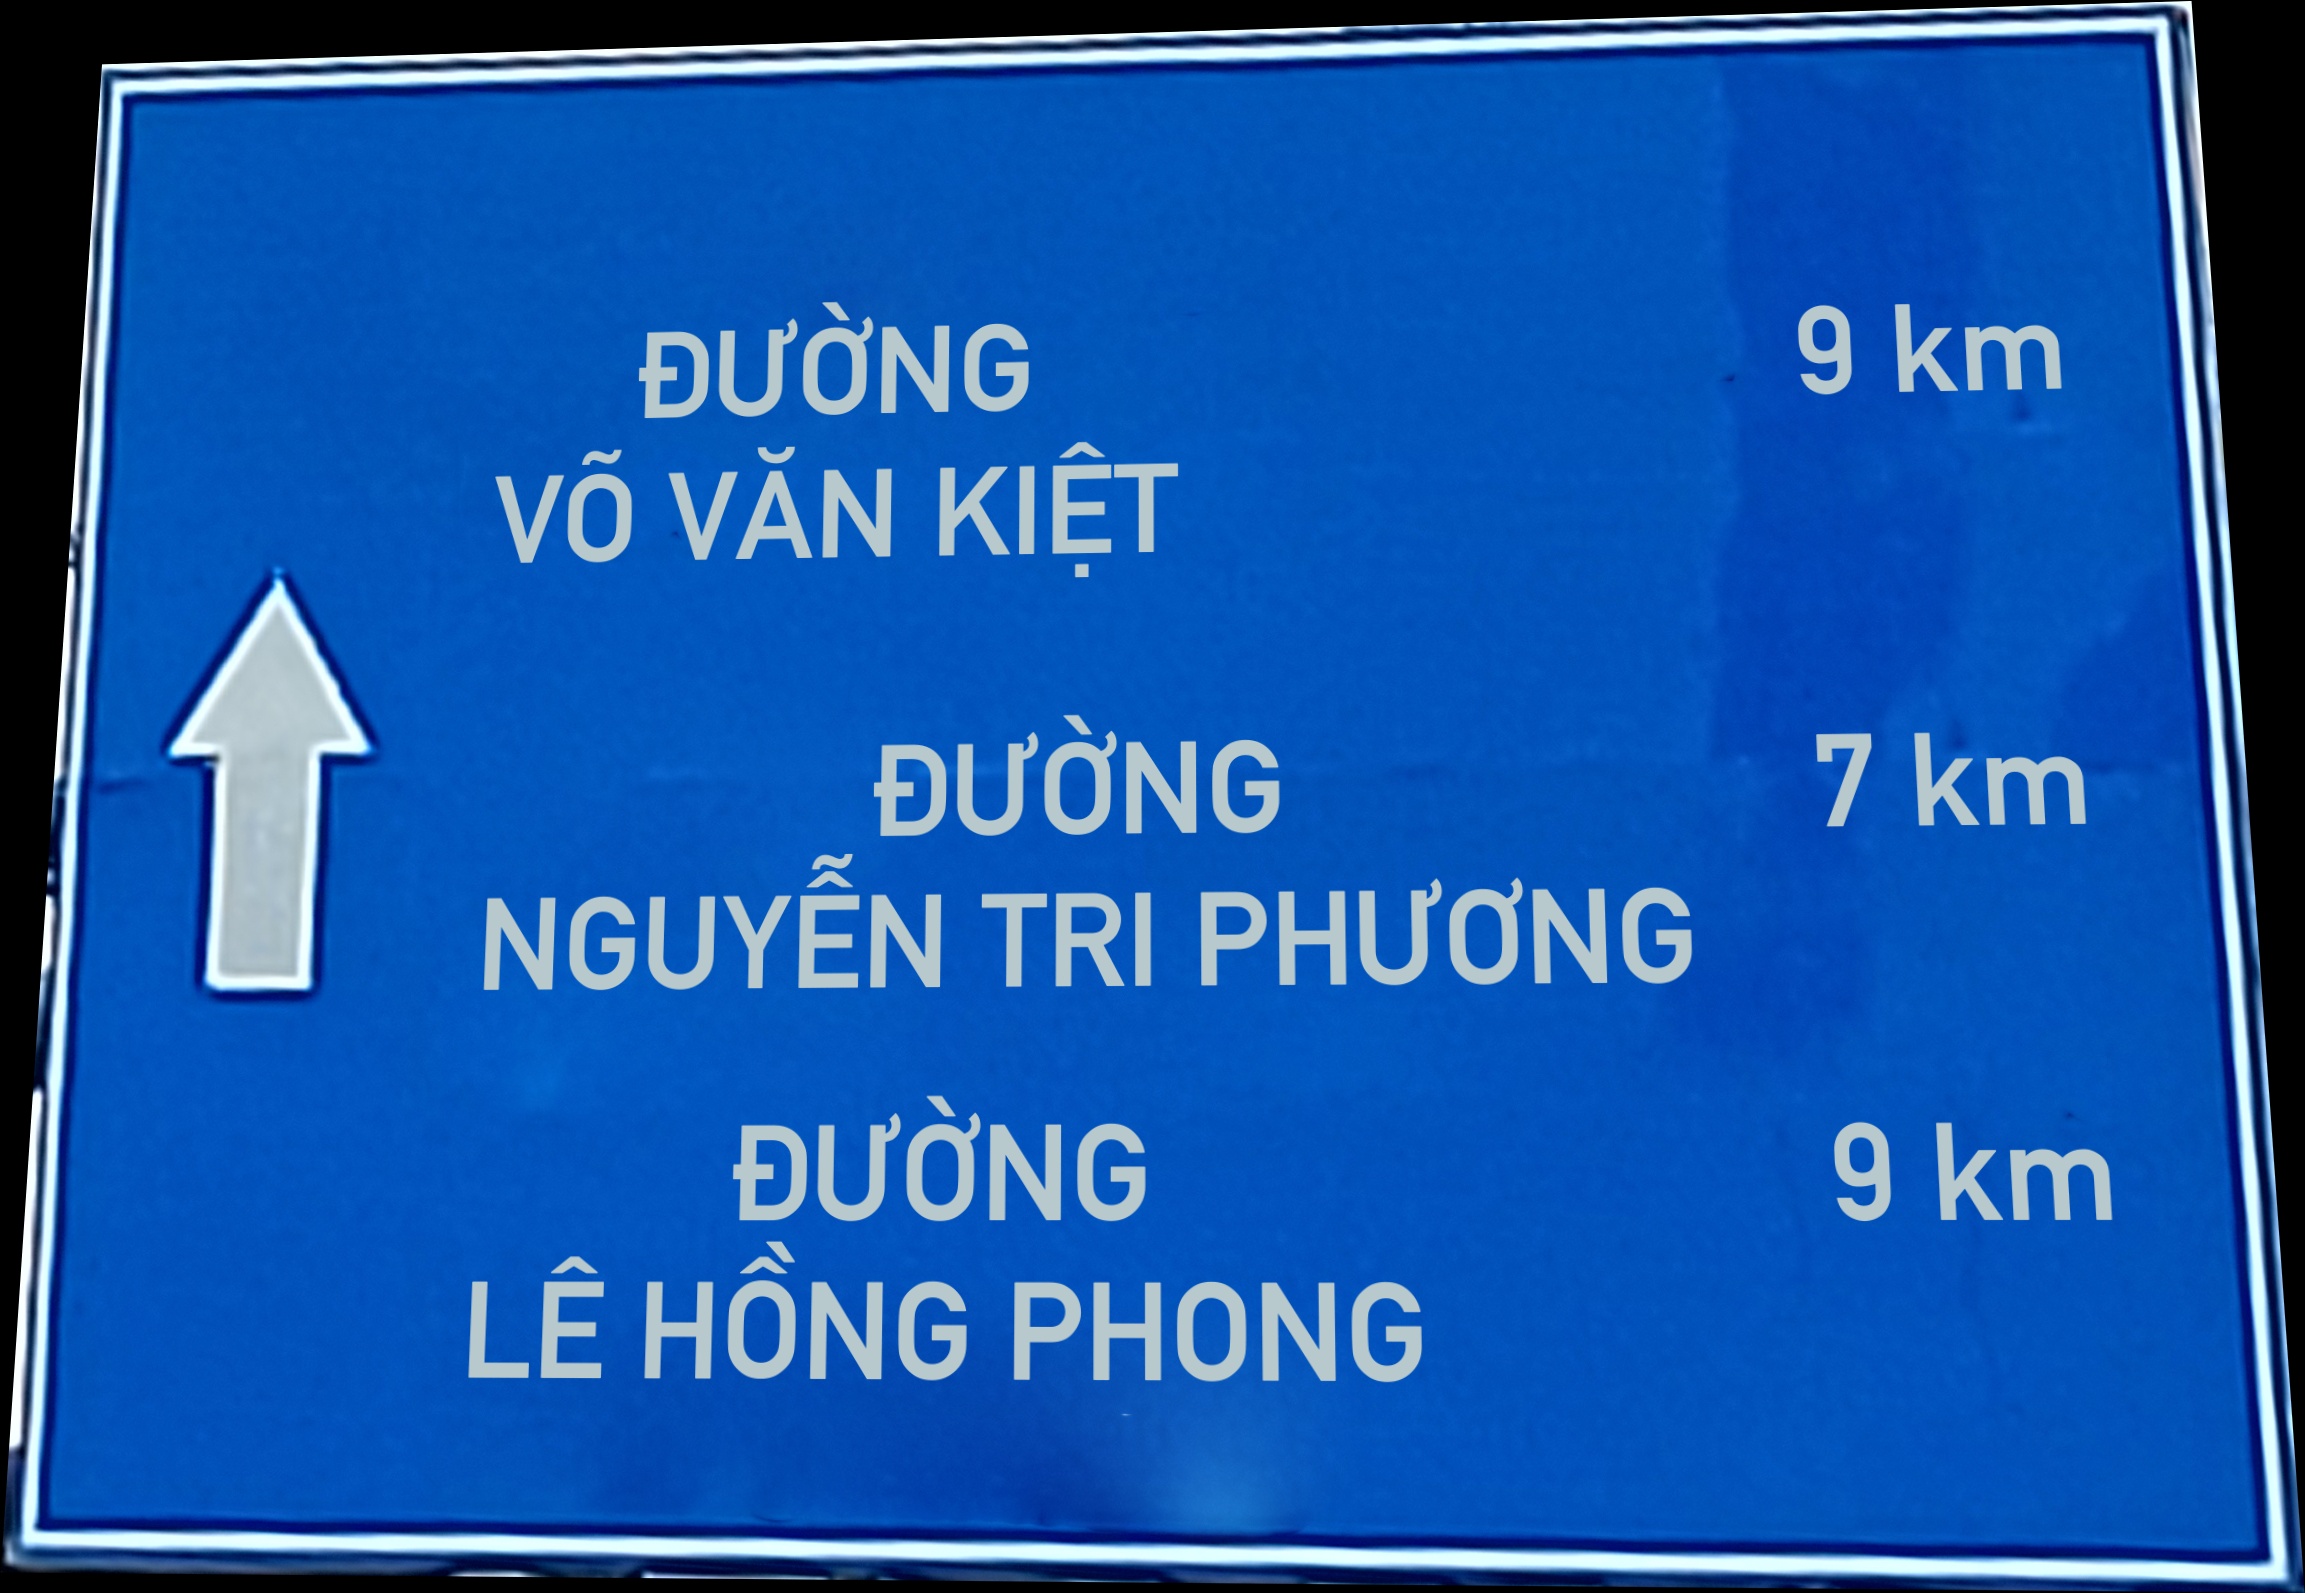 ĐƯỜNG 9 km
VÕ VĂN KIỆT
ĐƯỜNG 7 km
NGUYỄN TRI PHƯƠNG
ĐƯỜNG 9 km
LÊ HỒNG PHONG